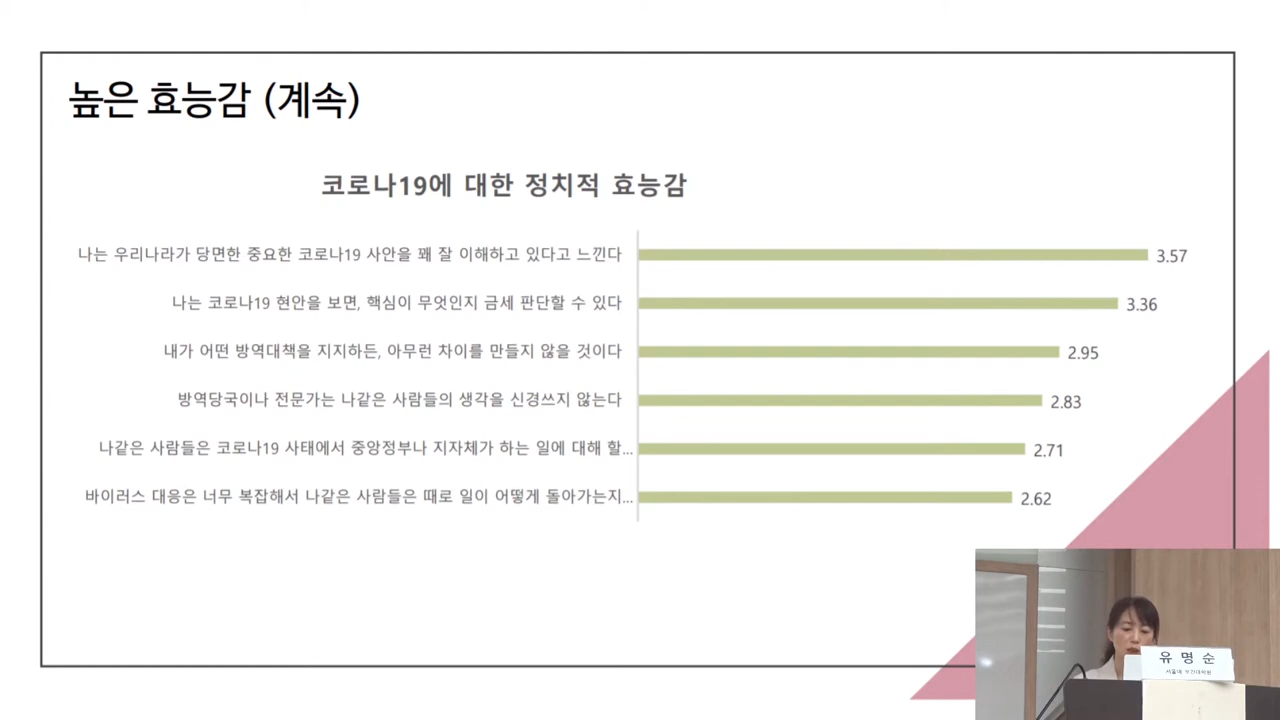 높은 효능감 (계속)
코로나19에 대한 정치적 효능감
나는 우리나라가 당면한 중요한 코로나19 사안을 꽤 잘 이해하고 있다고 느낀다 3.57
나는 코로나19 현안을 보면, 핵심이 무엇인지 금세 판단할 수 있다 3.36
내가 어떤 방역대책을 지지하든, 아무런 차이를 만들지 않을 것이다 2.95
방역당국이나 전문가는 나같은 사람들의 생각을 신경쓰지 않는다 2.83
나같은 사람들은 코로나19 사태에서 중앙정부나 지자체가 하는 일에 대해 할... 2.71
바이러스 대응은 너무 복잡해서 나같은 사람들은 때로 일이 어떻게 돌아가는지... 2.62
유 명 순
서울대 보건대학원